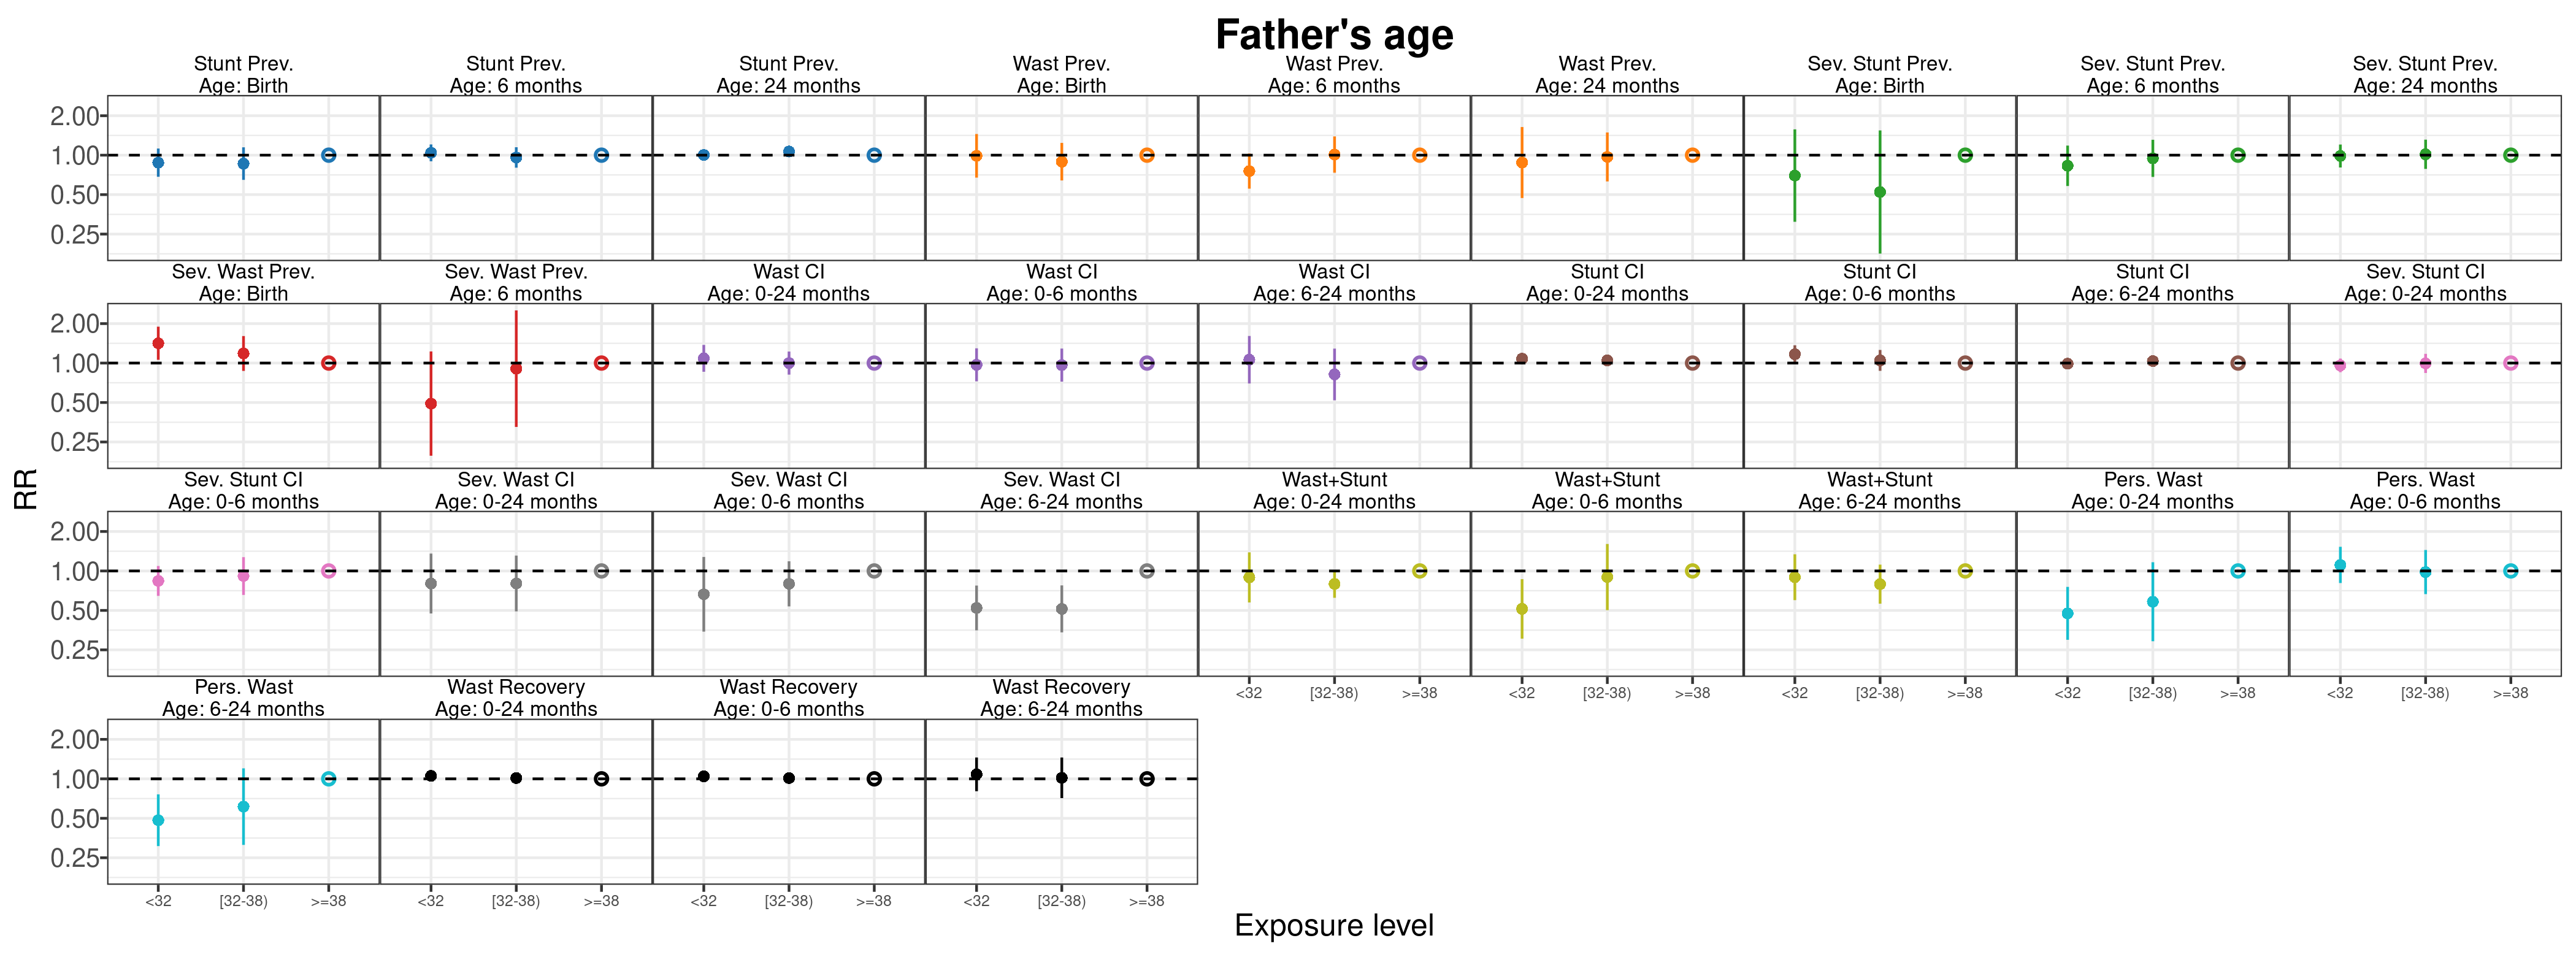 Father's age
Stunt Prev. Stunt Prev. Stunt Prev. Wast Prev. Wast Prev. Wast Prev. Sev. Stunt Prev. Sev. Stunt Prev. Sev. Stunt Prev.
Age: Birth Age: 6 months Age: 24 months Age: Birth Age: 6 months Age: 24 months Age: Birth Age: 6 months Age: 24 months
2.00
1.00
0.50
0.25
Sev. Wast Prev. Sev. Wast Prev. Wast CI Wast CI Wast CI Stunt CI Stunt CI Stunt CI Sev. Stunt CI
Age: Birth Age: 6 months Age: 0-24 months Age: 0-6 months Age: 6-24 months Age: 0-24 months Age: 0-6 months Age: 6-24 months Age: 0-24 months
2.00
1.00
0.50
0.25
RR
Sev. Stunt CI Sev. Wast CI Sev. Wast CI Sev. Wast CI Wast+Stunt Wast+Stunt Wast+Stunt Pers. Wast Pers. Wast
Age: 0-6 months Age: 0-24 months Age: 0-6 months Age: 6-24 months Age: 0-24 months Age: 0-6 months Age: 6-24 months Age: 0-24 months Age: 0-6 months
2.00
1.00
0.50
0.25
<32 [32-38) >=38 <32 [32-38) >=38 <32 [32-38) >=38 <32 [32-38) >=38 <32 [32-38) >=38
Pers. Wast Wast Recovery Wast Recovery Wast Recovery
Age: 6-24 months Age: 0-24 months Age: 0-6 months Age: 6-24 months
2.00
1.00
0.50
0.25
<32 [32-38) >=38 <32 [32-38) >=38 <32 [32-38) >=38 <32 [32-38) >=38
Exposure level